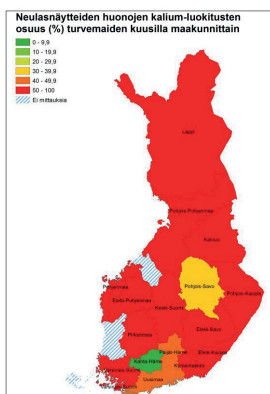 Neulasnäytteiden huonojen kalium-luokitusten
osuus (%) turvemaiden kuusilla maakunnittain
0 - 9,9
10 - 19,9
20 - 29,9
30 - 39,9
40 - 49,9
50 - 100
Ei mittauksia
Lappi
Pohjois-Pohjanmaa
Kainuu
Pohjois-Savo
Pohjois-Karjala
Pohjanmaa
Etelä-Pohjanmaa
Keski-Suomi
Etelä-Savo
Pirkanmaa
Päijät-Häme
Etelä-Karjala
Kanta-Häme
Kymenlaakso
Varsinais-Suomi
Uusimaa